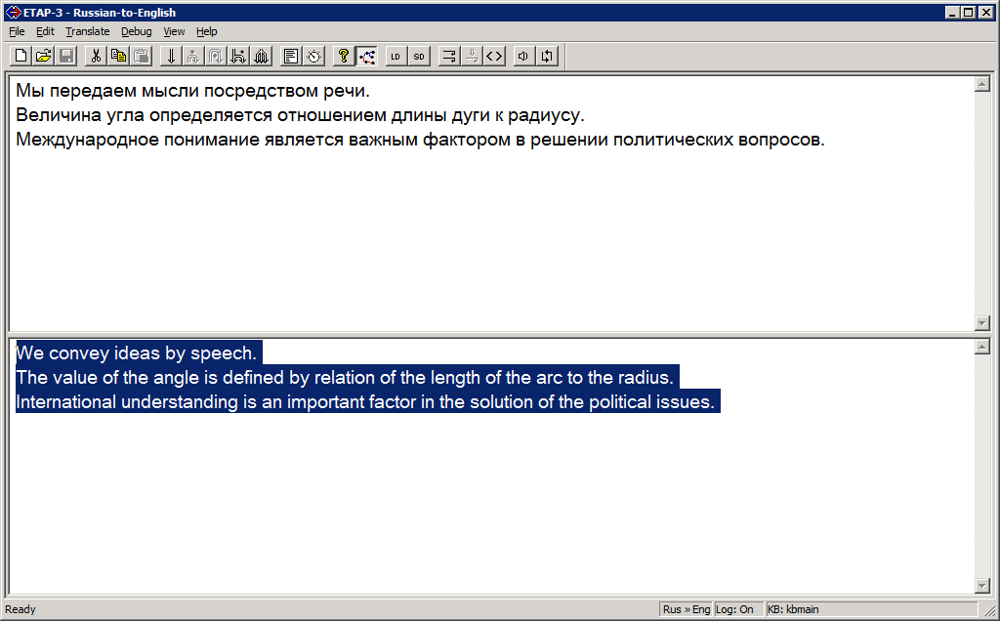 ETAP-3 - Russian-to-English
File Edit Translate Debug View Help
LD SD
Мы передаем мысли посредством речи.
Величина угла определяется отношением длины дуги к радиусу.
Международное понимание является важным фактором в решении политических вопросов.
We convey ideas by speech.
The value of the angle is defined by relation of the length of the arc to the radius.
International understanding is an important factor in the solution of the political issues.
Ready Rus » Eng Log: On KB: kbmain